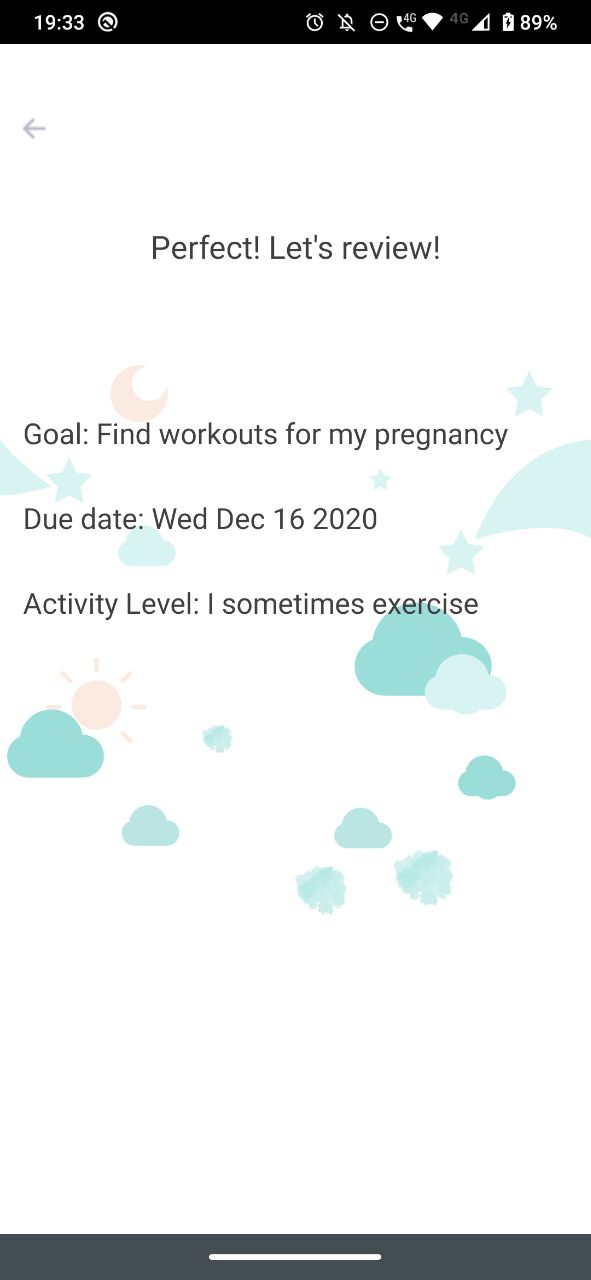 19:33
4G 4G 89%
Perfect! Let's review!
Goal: Find workouts for my pregnancy
Due date: Wed Dec 16 2020
Activity Level: I sometimes exercise